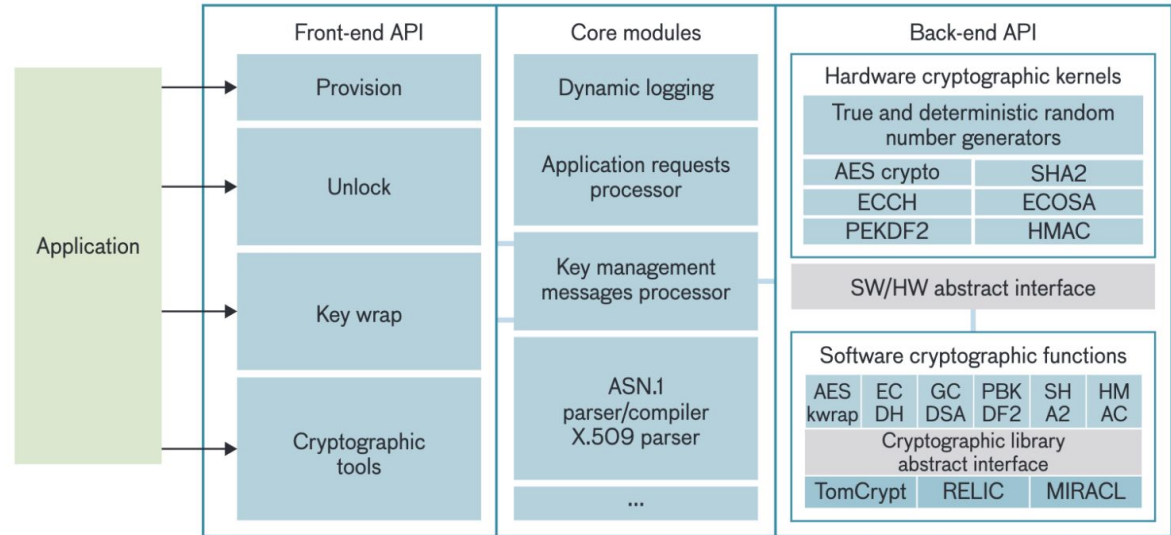 Front-end API
Core modules
Back-end API
Application
Provision
Unlock
Key wrap
Cryptographic
tools
Dynamic logging
Application requests
processor
Key management
messages processor
ASN.1
parser/compiler
X.509 parser
...
Hardware cryptographic kernels
True and deterministic random
number generators
AES crypto
SHA2
ECCH
ECOSA
PEKDF2
HMAC
SW/HW abstract interface
Software cryptographic functions
AES
kwrap
EC
DH
GC
DSA
PBK
DF2
SH
A2
HM
AC
Cryptographic library
abstract interface
TomCrypt
RELIC
MIRACL